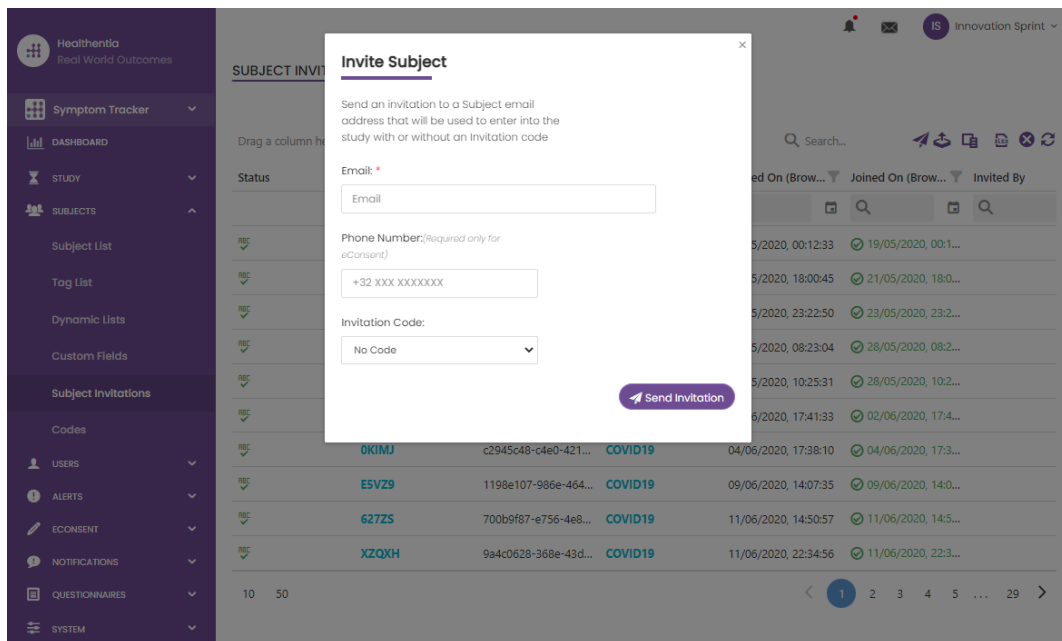 Healthentia
Real World Outcomes
Symptom Tracker
DASHBOARD
STUDY
SUBJECTS
Subject List
Tag List
Dynamic Lists
Custom Fields
Subject Invitations
Codes
USERS
ALERTS
ECONSENT
NOTIFICATIONS
QUESTIONNAIRES
SYSTEM
IS Innovation Sprint
SUBJECT INVIT
Drag a column he
Search...
Status
ed On (Brow...
Joined On (Brow...
Invited By
5/2020, 00:12:33 19/05/2020, 00:1...
5/2020, 18:00:45 21/05/2020, 18:0...
5/2020, 23:22:50 23/05/2020, 23:2...
5/2020, 08:23:04 28/05/2020, 08:2...
5/2020, 10:25:31 28/05/2020, 10:2...
6/2020, 17:41:33 02/06/2020, 17:4...
0KIMJ c2945c48-c4e0-421... COVID19 04/06/2020, 17:38:10 04/06/2020, 17:3...
E5VZ9 1198e107-986e-464... COVID19 09/06/2020, 14:07:35 09/06/2020, 14:0...
627ZS 700b9f87-e756-4e8... COVID19 11/06/2020, 14:50:57 11/06/2020, 14:5...
XZQXH 9a4c0628-368e-43d... COVID19 11/06/2020, 22:34:56 11/06/2020, 22:3...
10 50
1 2 3 4 5 ... 29
Invite Subject
Send an invitation to a Subject email
address that will be used to enter into the
study with or without an Invitation code
Email: *
Email
Phone Number:(Required only for
eConsent)
+32 XXX XXXXXXX
Invitation Code:
No Code
Send Invitation